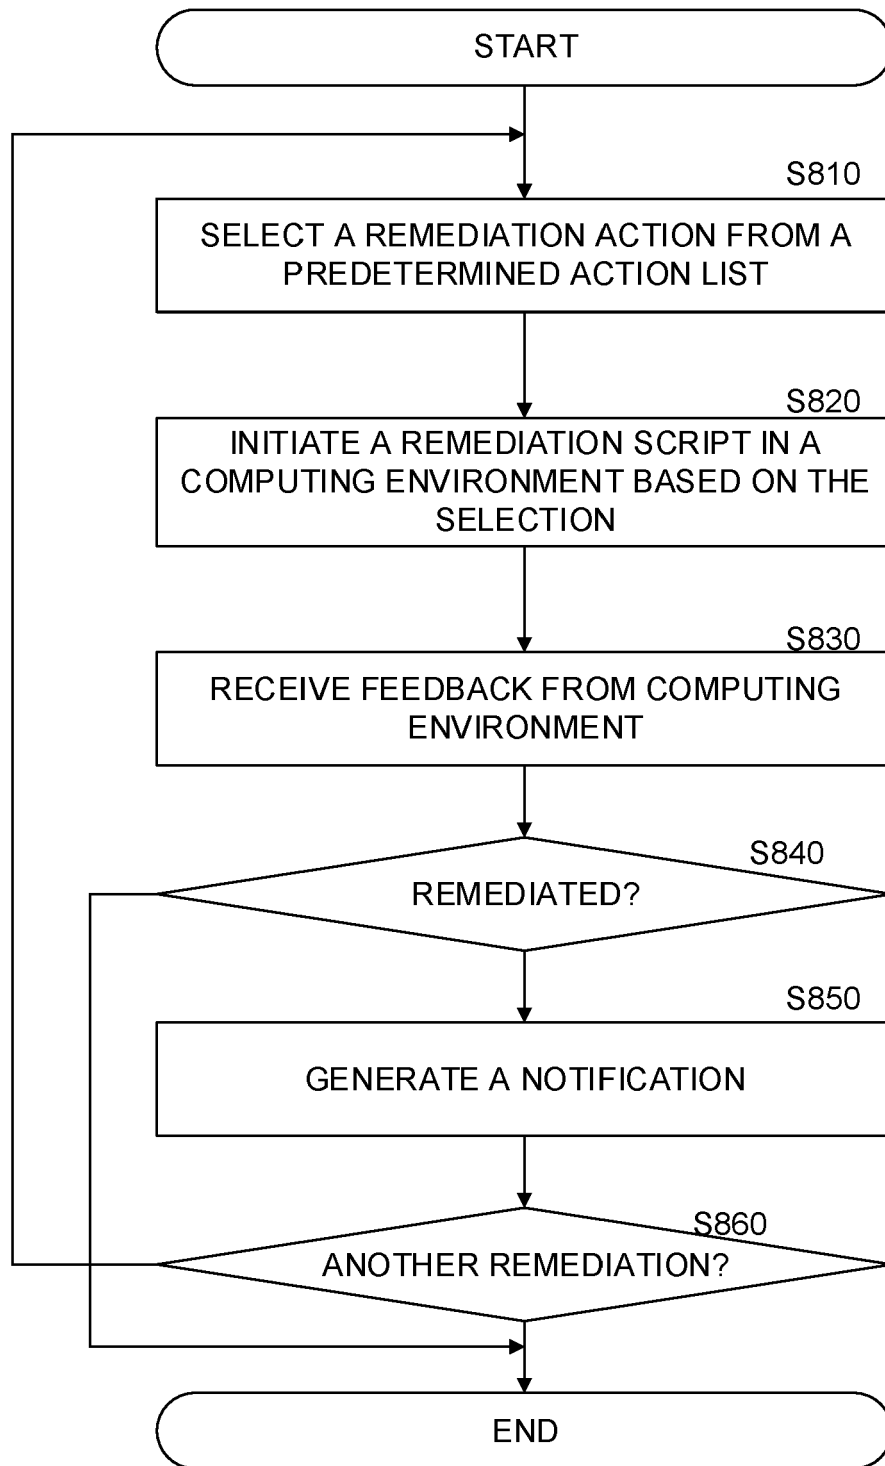 START
S810
SELECT A REMEDIATION ACTION FROM A
PREDETERMINED ACTION LIST
S820
INITIATE A REMEDIATION SCRIPT IN A
COMPUTING ENVIRONMENT BASED ON THE
SELECTION
S830
RECEIVE FEEDBACK FROM COMPUTING
ENVIRONMENT
S840
REMEDIATED?
S850
GENERATE A NOTIFICATION
S860
ANOTHER REMEDIATION?
END